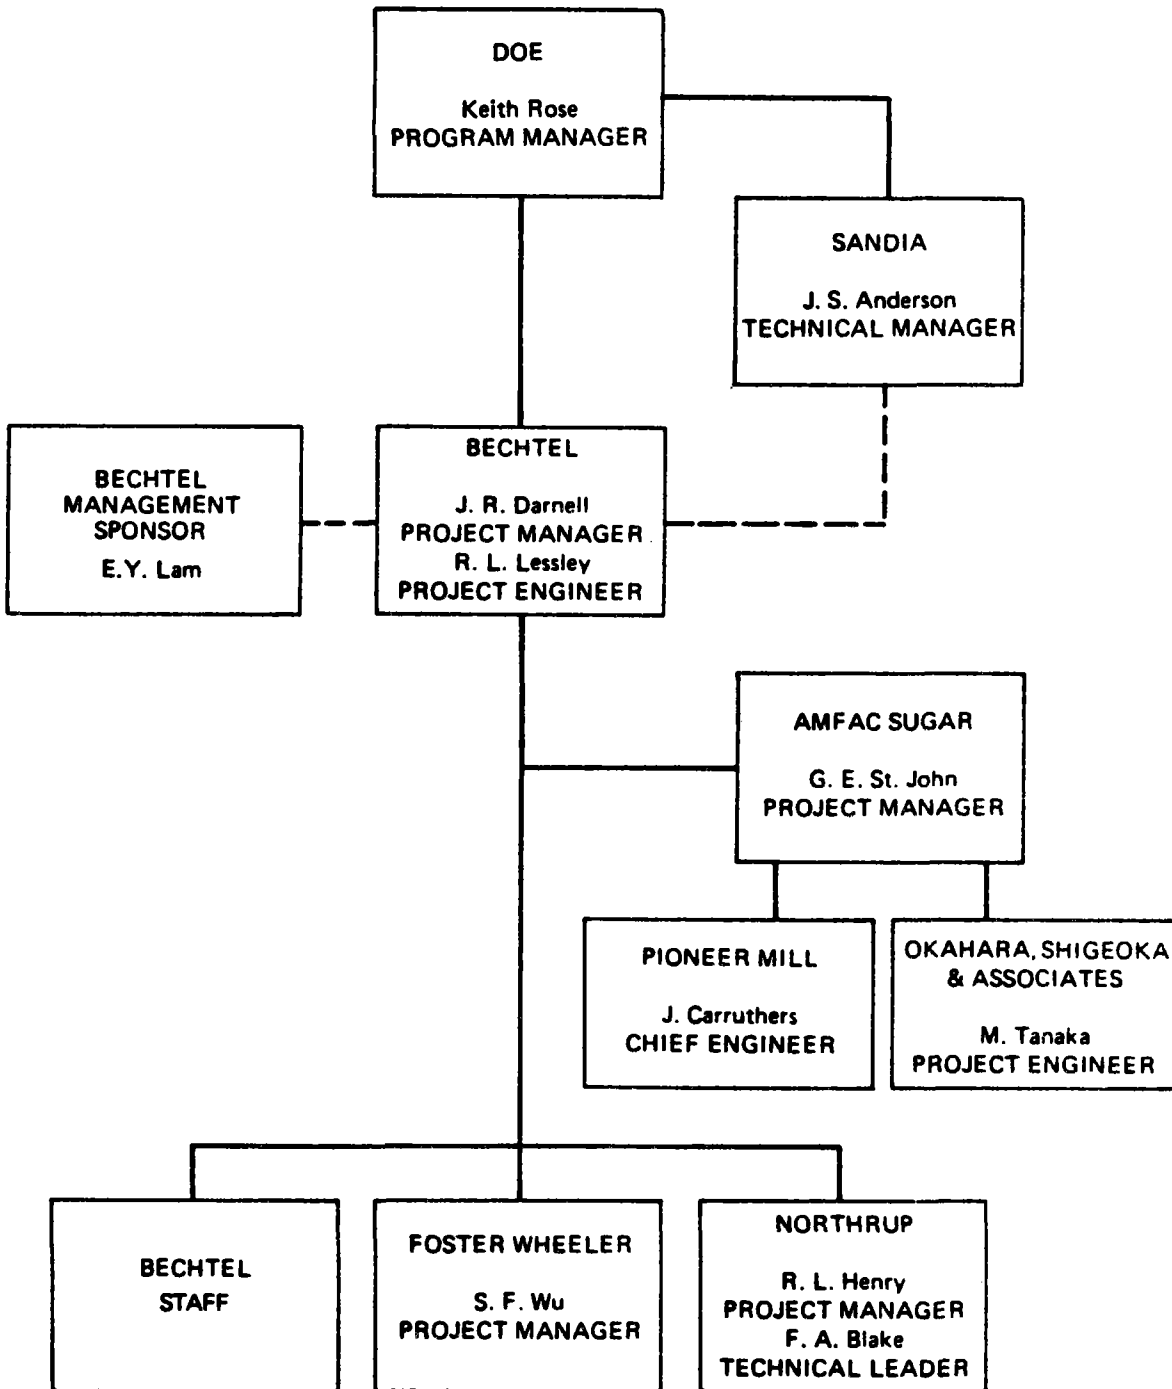 DOE
Keith Rose
PROGRAM MANAGER
SANDIA
J. S. Anderson
TECHNICAL MANAGER
BECHTEL
MANAGEMENT
SPONSOR
E.Y. Lam
BECHTEL
J. R. Darnell
PROJECT MANAGER
R. L. Lessley
PROJECT ENGINEER
AMFAC SUGAR
G. E. St. John
PROJECT MANAGER
PIONEER MILL
J. Carruthers
CHIEF ENGINEER
OKAHARA, SHIGEOKA
& ASSOCIATES
M. Tanaka
PROJECT ENGINEER
BECHTEL
STAFF
FOSTER WHEELER
S. F. Wu
PROJECT MANAGER
NORTHRUP
R. L. Henry
PROJECT MANAGER
F. A. Blake
TECHNICAL LEADER